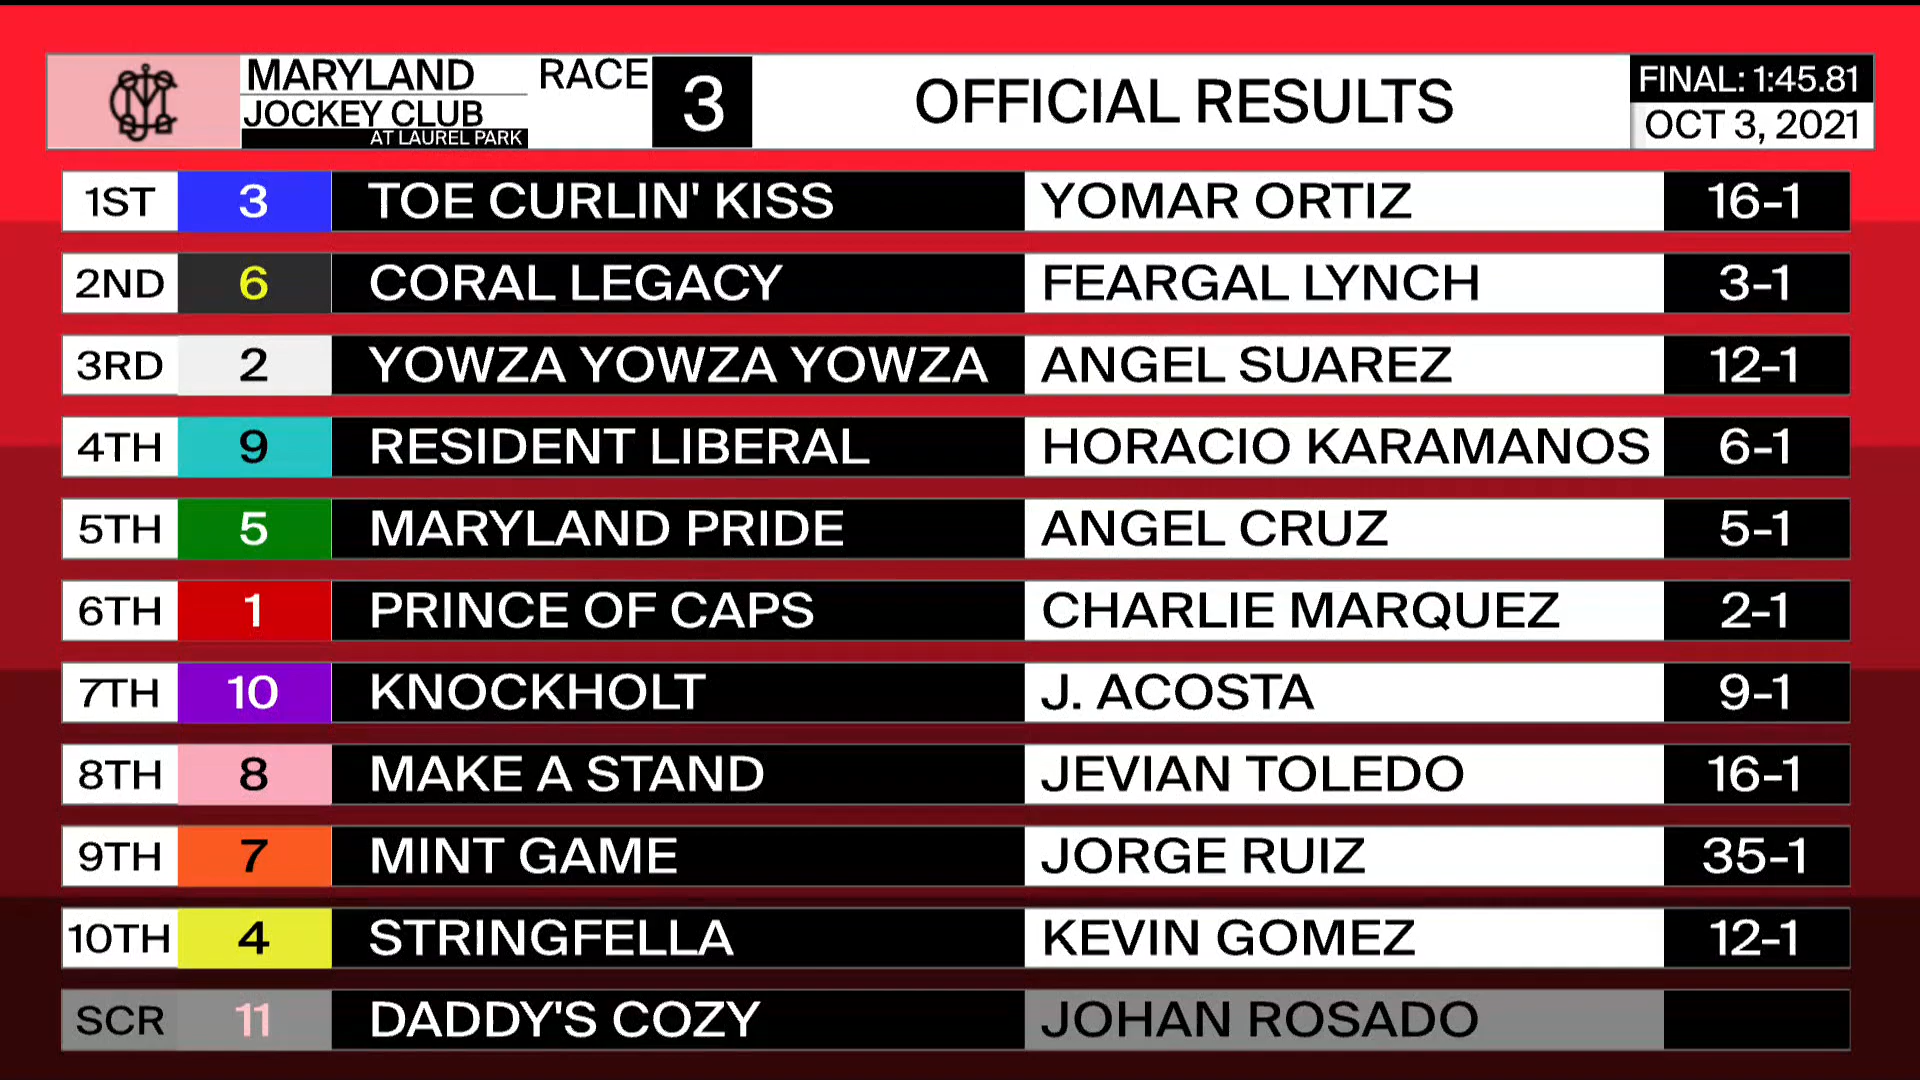 MARYLAND
JOCKEY CLUB
AT LAUREL PARK
RACE 3
OFFICIAL RESULTS
FINAL: 1:45.81
OCT 3, 2021
1ST 3 TOE CURLIN' KISS YOMAR ORTIZ 16-1
2ND 6 CORAL LEGACY FEARGAL LYNCH 3-1
3RD 2 YOWZA YOWZA YOWZA ANGEL SUAREZ 12-1
4TH 9 RESIDENT LIBERAL HORACIO KARAMANOS 6-1
5TH 5 MARYLAND PRIDE ANGEL CRUZ 5-1
6TH 1 PRINCE OF CAPS CHARLIE MARQUEZ 2-1
7TH 10 KNOCKHOLT J. ACOSTA 9-1
8TH 8 MAKE A STAND JEVIAN TOLEDO 16-1
9TH 7 MINT GAME JORGE RUIZ 35-1
10TH 4 STRINGFELLA KEVIN GOMEZ 12-1
SCR 11 DADDY'S COZY JOHAN ROSADO